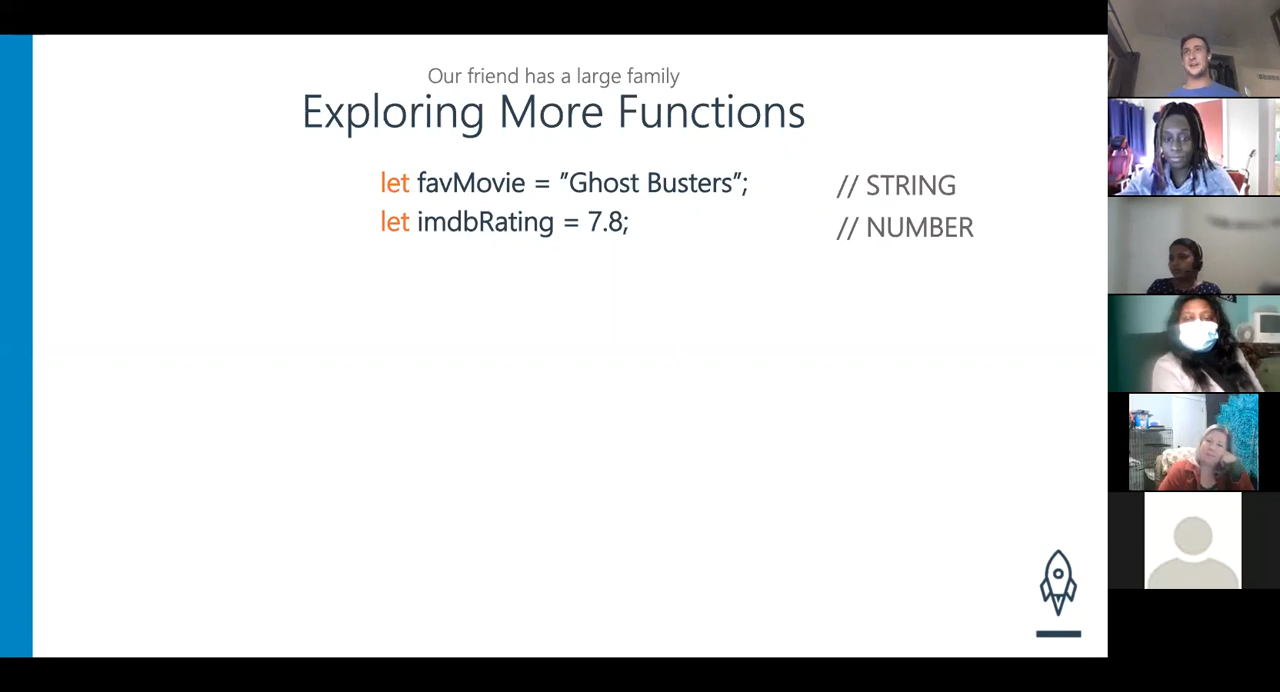 Our friend has a large family
Exploring More Functions
let favMovie = ”Ghost Busters”; // STRING
let imdbRating = 7.8; // NUMBER